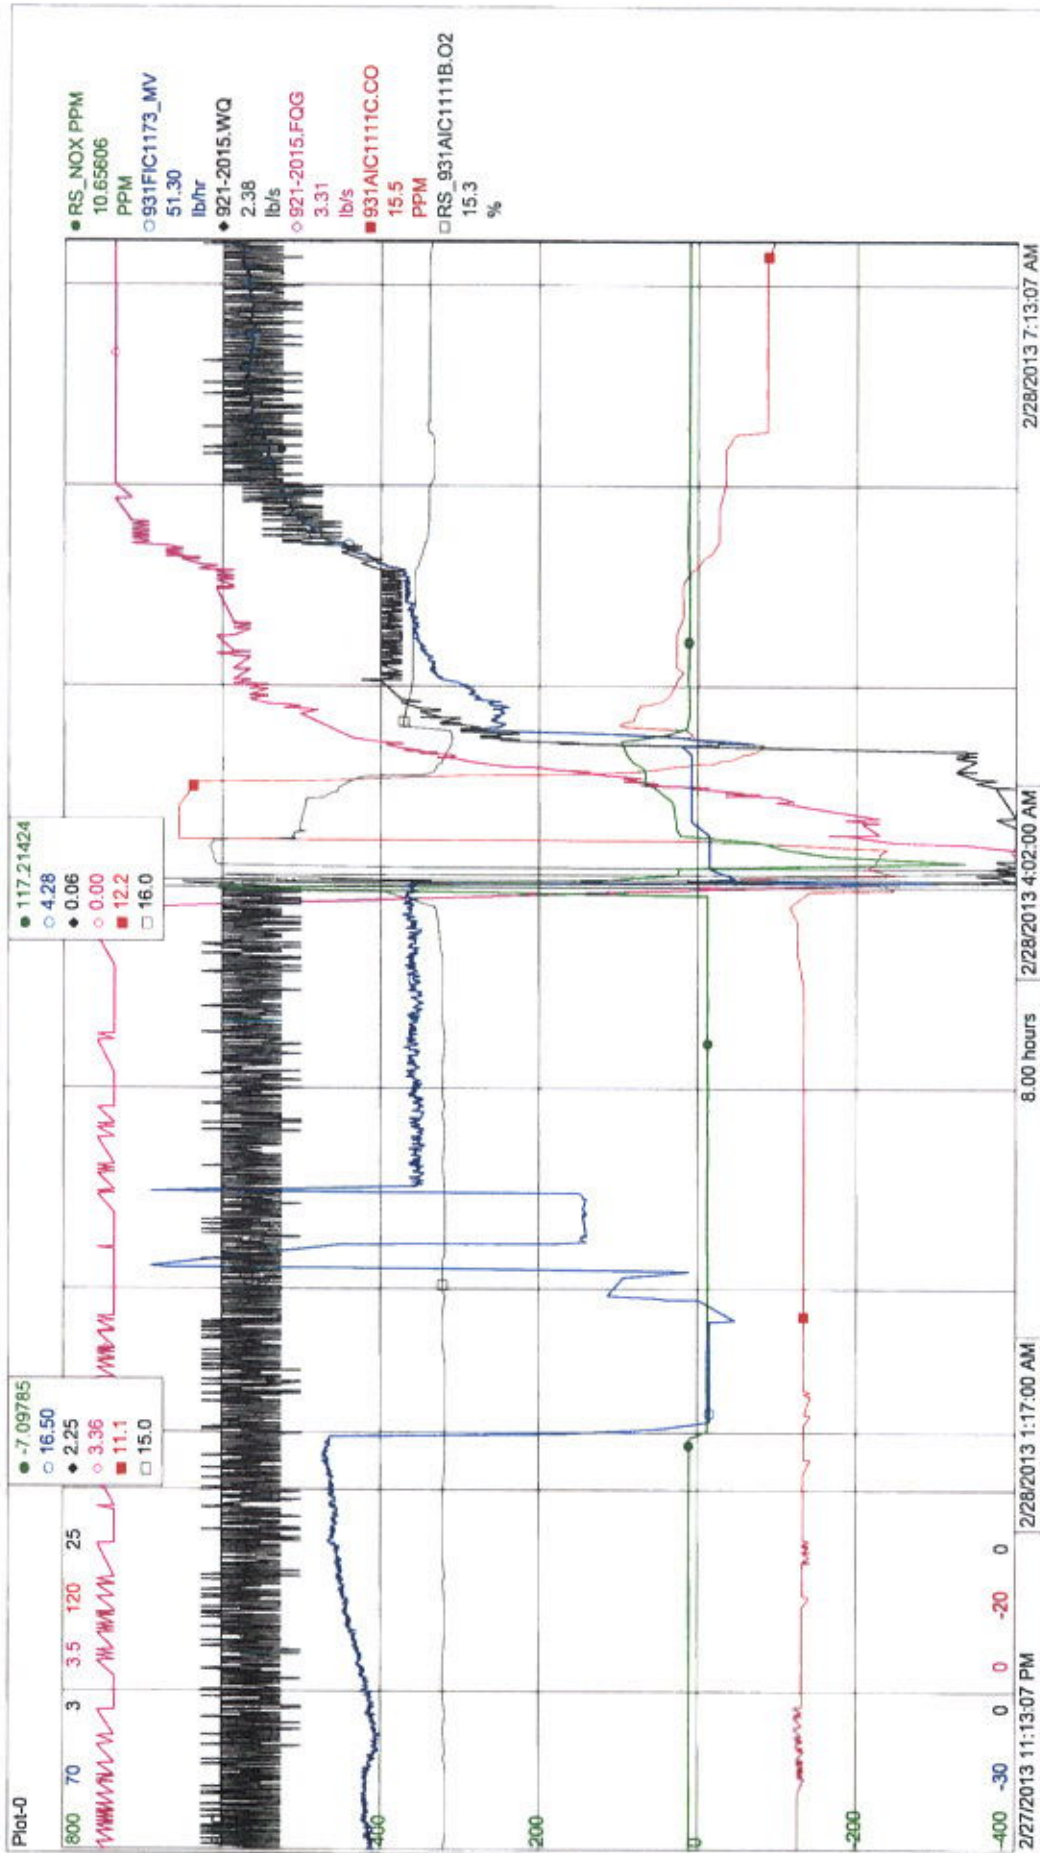 Plot-0
800 70 3 3.5 120 25
400
200
0
-200
-400 -30 0 0 -20 0
-7.09785
16.50
2.25
3.36
11.1
15.0
117.21424
4.28
0.06
0.00
12.2
16.0
RS_NOX PPM
10.65606
PPM
931FIC1173_MV
51.30
lb/hr
921-2015.WQ
2.38
lb/s
921-2015.FQG
3.31
lb/s
931AIC1111C.CO
15.5
PPM
RS_931AIC1111B.O2
15.3
%
2/27/2013 11:13:07 PM
2/28/2013 1:17:00 AM
8.00 hours
2/28/2013 4:02:00 AM
2/28/2013 7:13:07 AM